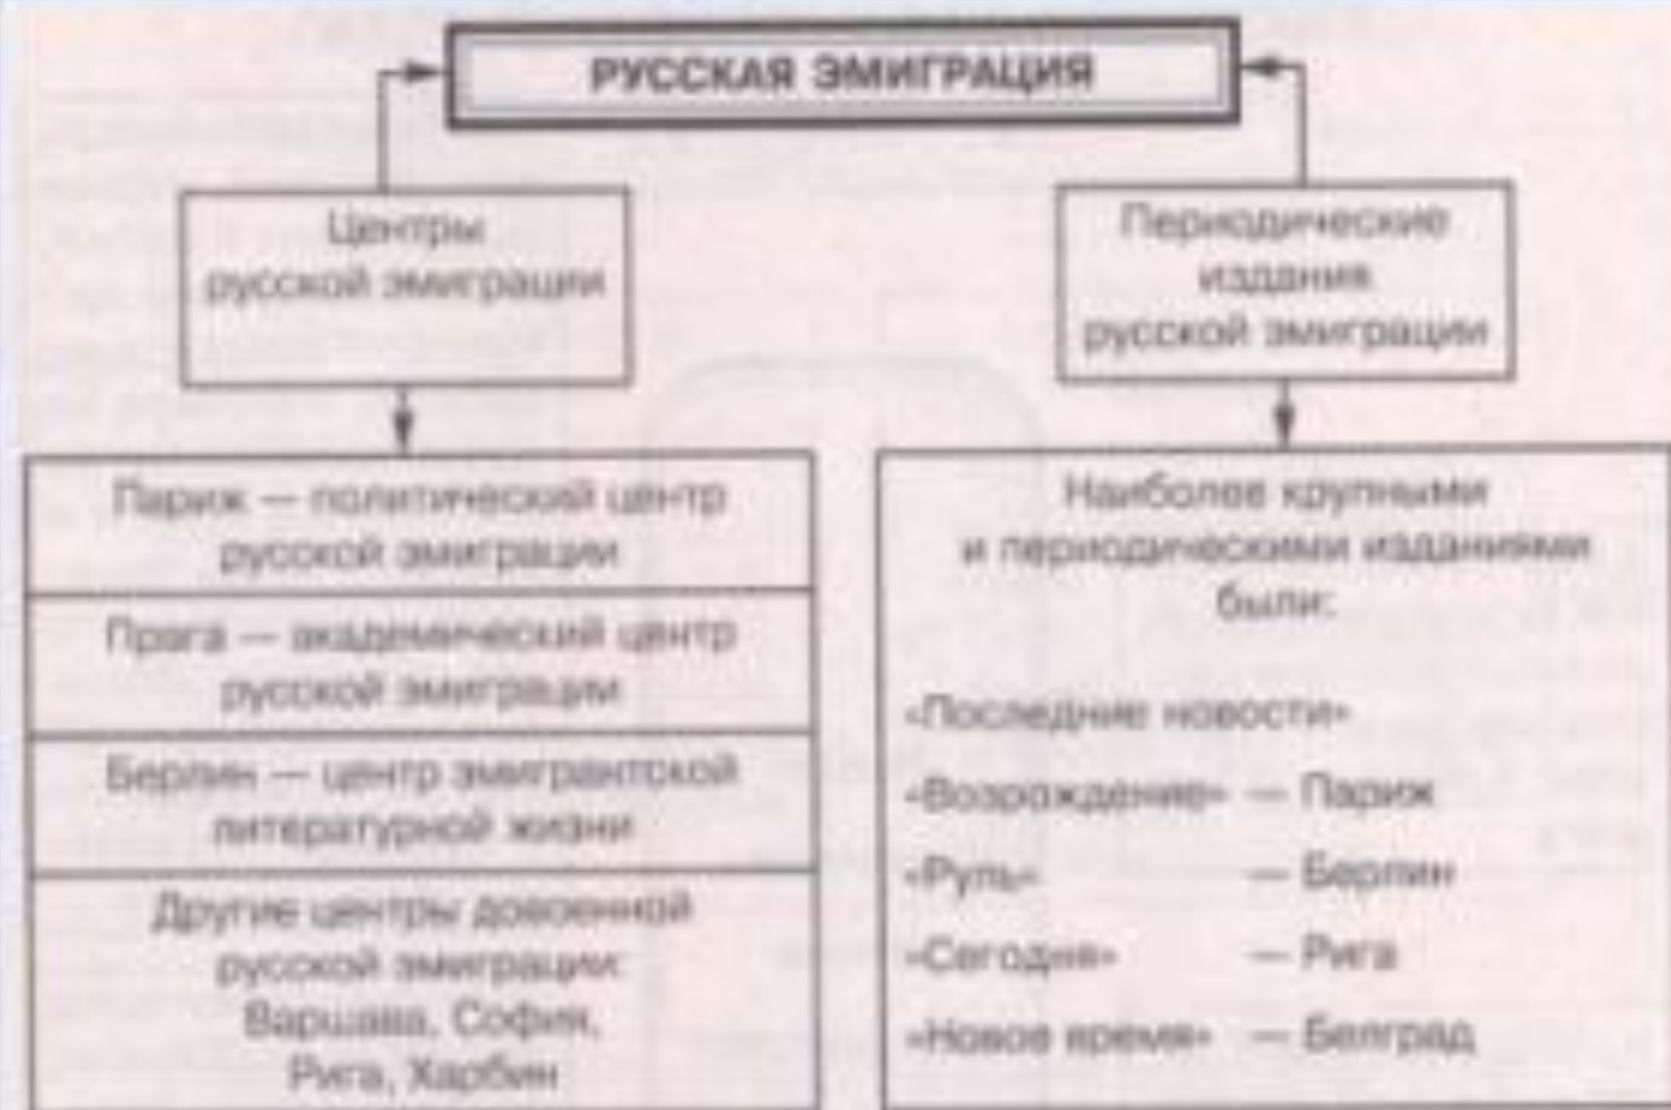 РУССКАЯ ЭМИГРАЦИЯ
Центры
русской эмиграции
Периодические
издания
русской эмиграции
Париж — политический центр
русской эмиграции
Прага — академический центр
русской эмиграции
Берлин — центр эмигрантской
литературной жизни
Другие центры довоенной
русской эмиграции:
Варшава, София,
Рига, Харбин
Наиболее крупными
и периодическими изданиями
были:
«Последние новости»
«Возрождение» — Париж
«Руль» — Берлин
«Сегодня» — Рига
«Новое время» — Белград